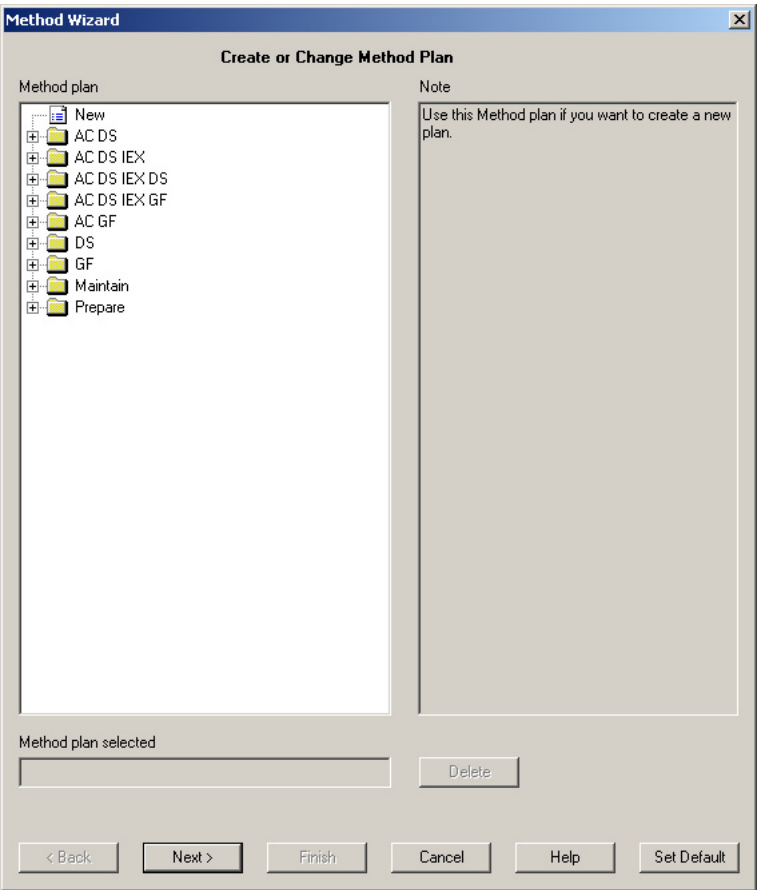 Method Wizard
Create or Change Method Plan
Method plan
Note
New
AC DS
AC DS IEX
AC DS IEX DS
AC DS IEX GF
AC GF
DS
GF
Maintain
Prepare
Use this Method plan if you want to create a new
plan.
Method plan selected
Delete
< Back
Next >
Finish
Cancel
Help
Set Default